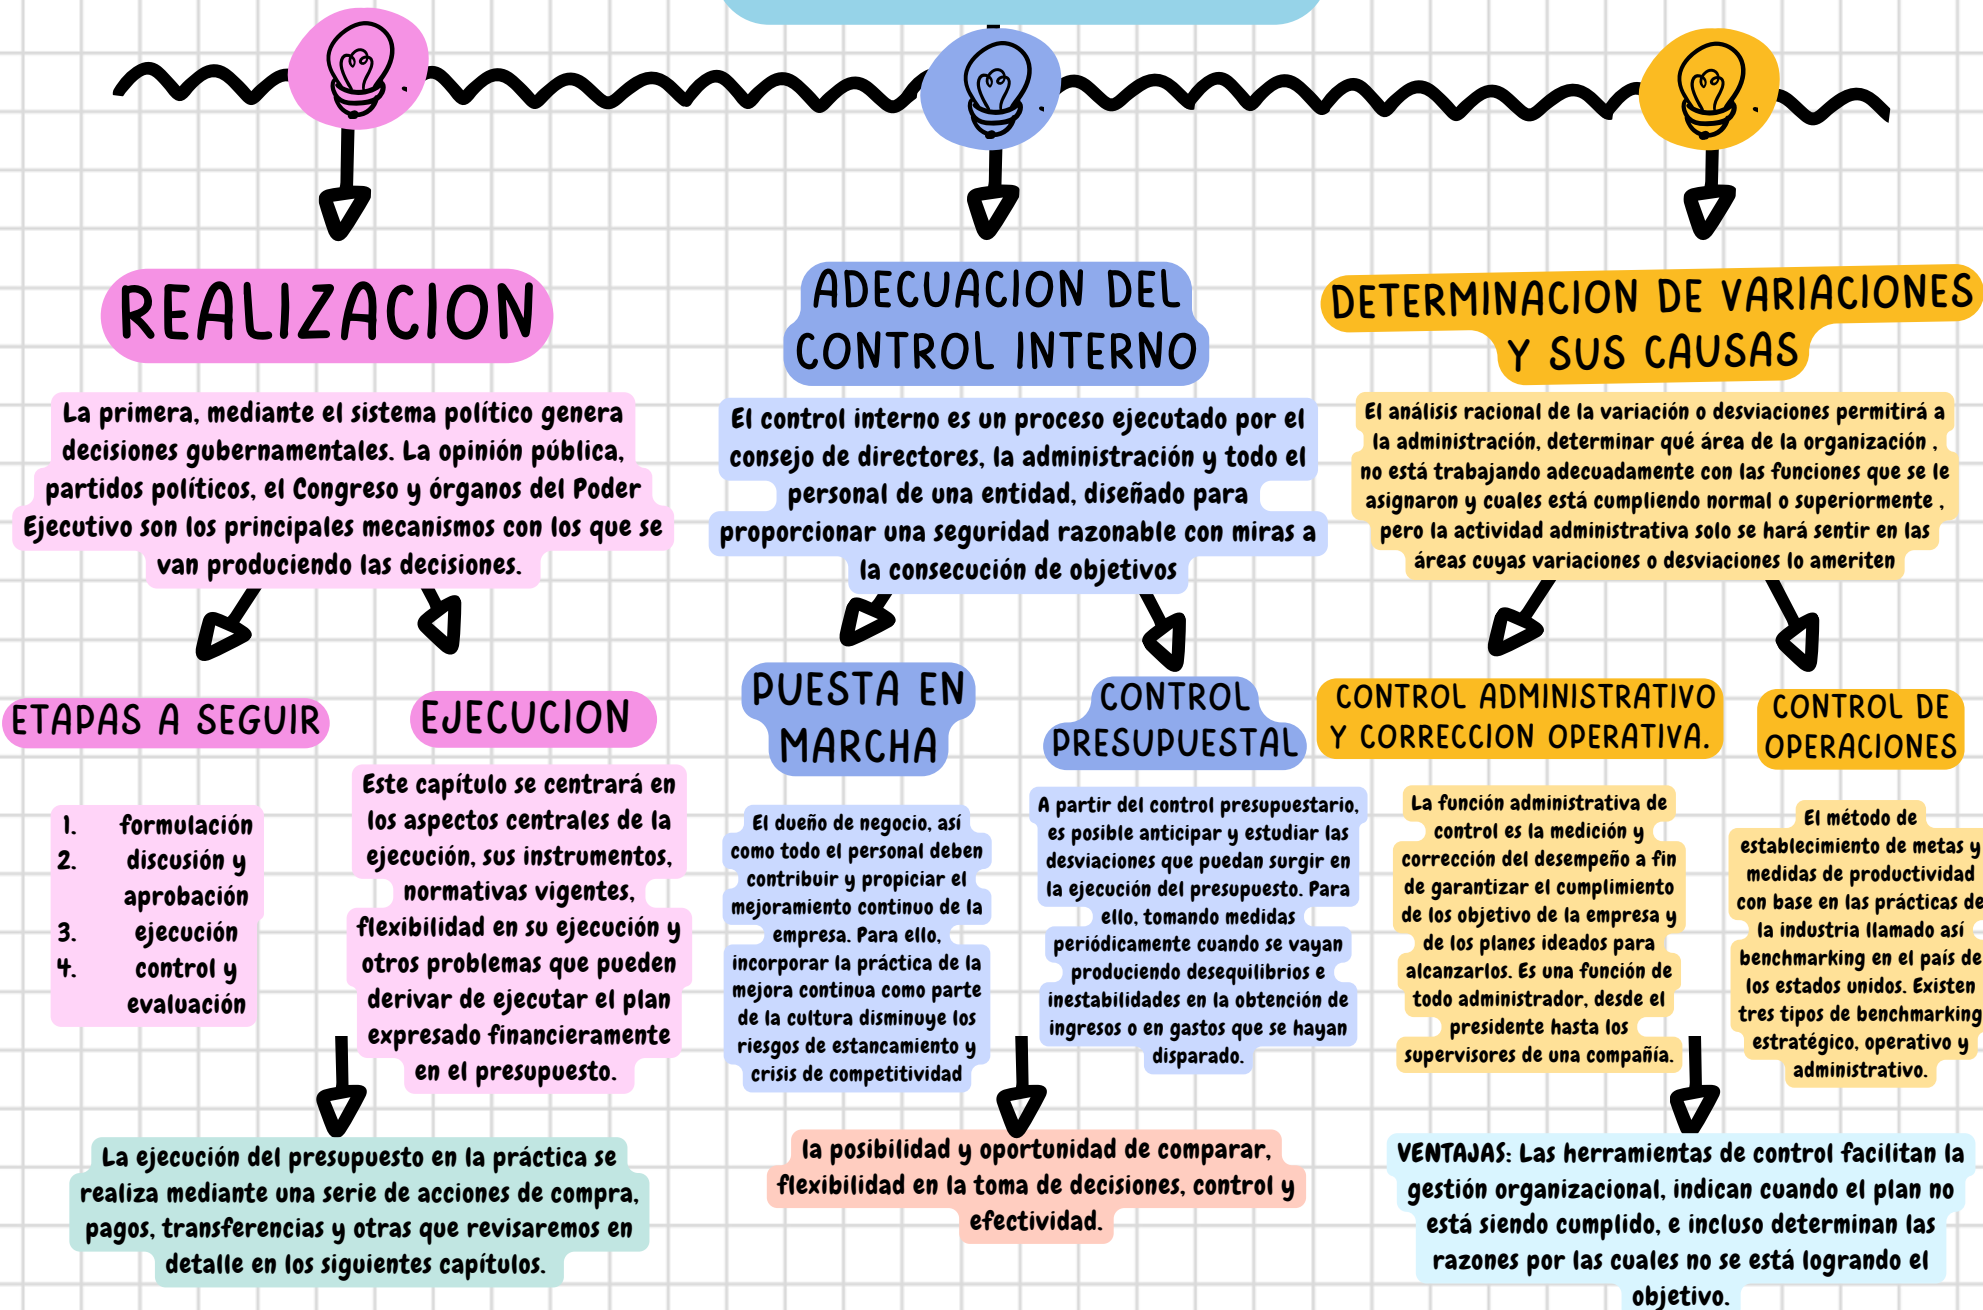 REALIZACION
La primera, mediante el sistema político genera
decisiones gubernamentales. La opinión pública,
partidos políticos, el Congreso y órganos del Poder
Ejecutivo son los principales mecanismos con los que se
van produciendo las decisiones.
ETAPAS A SEGUIR
1. formulación
2. discusión y
aprobación
3. ejecución
4. control y
evaluación
EJECUCION
Este capítulo se centrará en
los aspectos centrales de la
ejecución, sus instrumentos,
normativas vigentes,
flexibilidad en su ejecución y
otros problemas que pueden
derivar de ejecutar el plan
expresado financieramente
en el presupuesto.
La ejecución del presupuesto en la práctica se
realiza mediante una serie de acciones de compra,
pagos, transferencias y otras que revisaremos en
detalle en los siguientes capítulos.
ADECUACION DEL
CONTROL INTERNO
El control interno es un proceso ejecutado por el
consejo de directores, la administración y todo el
personal de una entidad, diseñado para
proporcionar una seguridad razonable con miras a
la consecución de objetivos
PUESTA EN
MARCHA
El dueño de negocio, así
como todo el personal deben
contribuir y propiciar el
mejoramiento continuo de la
empresa. Para ello,
incorporar la práctica de la
mejora continua como parte
de la cultura disminuye los
riesgos de estancamiento y
crisis de competitividad
CONTROL
PRESUPUESTAL
A partir del control presupuestario,
es posible anticipar y estudiar las
desviaciones que puedan surgir en
la ejecución del presupuesto. Para
ello, tomando medidas
periódicamente cuando se vayan
produciendo desequilibrios e
inestabilidades en la obtención de
ingresos o en gastos que se hayan
disparado.
la posibilidad y oportunidad de comparar,
flexibilidad en la toma de decisiones, control y
efectividad.
DETERMINACION DE VARIACIONES
Y SUS CAUSAS
El análisis racional de la variación o desviaciones permitirá a
la administración, determinar qué área de la organización ,
no está trabajando adecuadamente con las funciones que se le
asignaron y cuales está cumpliendo normal o superiormente ,
pero la actividad administrativa solo se hará sentir en las
áreas cuyas variaciones o desviaciones lo ameriten
CONTROL ADMINISTRATIVO
Y CORRECCION OPERATIVA.
La función administrativa de
control es la medición y
corrección del desempeño a fin
de garantizar el cumplimiento
de los objetivo de la empresa y
de los planes ideados para
alcanzarlos. Es una función de
todo administrador, desde el
presidente hasta los
supervisores de una compañía.
CONTROL DE
OPERACIONES
El método de
establecimiento de metas y
medidas de productividad
con base en las prácticas de
la industria llamado así
benchmarking en el país de
los estados unidos. Existen
tres tipos de benchmarking
estratégico, operativo y
administrativo.
VENTAJAS: Las herramientas de control facilitan la
gestión organizacional, indican cuando el plan no
está siendo cumplido, e incluso determinan las
razones por las cuales no se está logrando el
objetivo.